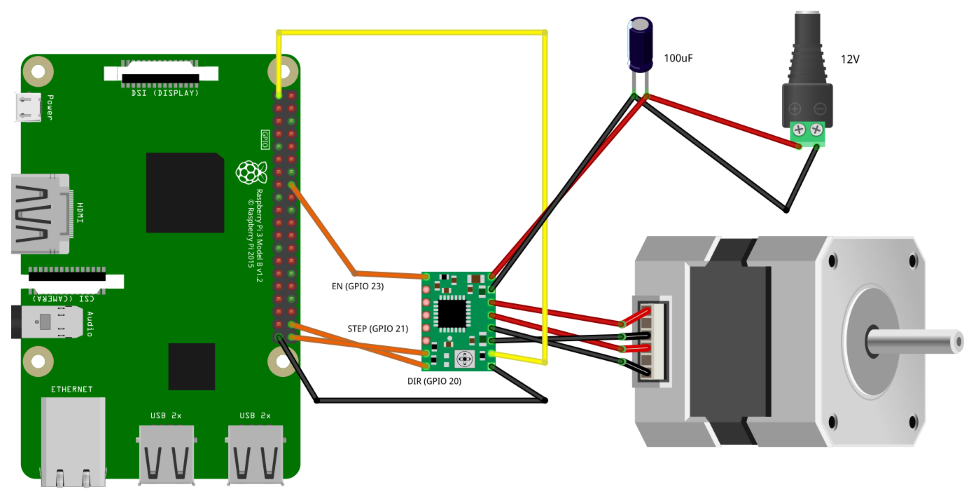 100uF
12V
DSI (DISPLAY)
Power
GPIO
HDMI
Raspberry Pi 3 Model B v1.2
© Raspberry Pi 2015
CSI (CAMERA)
EN (GPIO 23)
Audio
STEP (GPIO 21)
DIR (GPIO 20)
ETHERNET
USB 2x
USB 2x